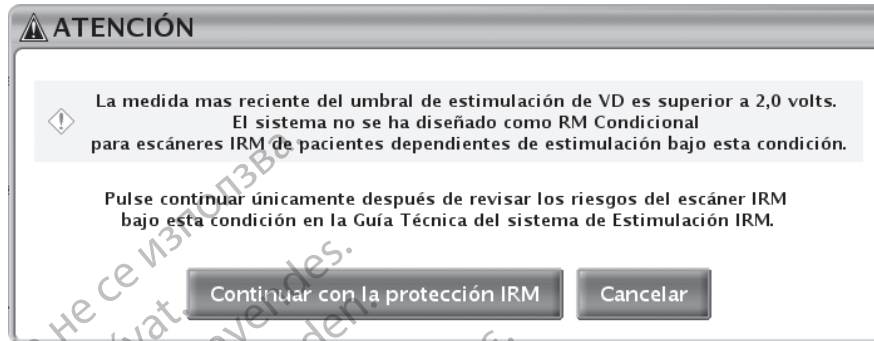 ATENCIÓN
La medida mas reciente del umbral de estimulación de VD es superior a 2,0 volts.
El sistema no se ha diseñado como RM Condicional
para escáneres IRM de pacientes dependientes de estimulación bajo esta condición.
Pulse continuar únicamente después de revisar los riesgos del escáner IRM
bajo esta condición en la Guía Técnica del sistema de Estimulación IRM.
Continuar con la protección IRM
Cancelar
не се използва.